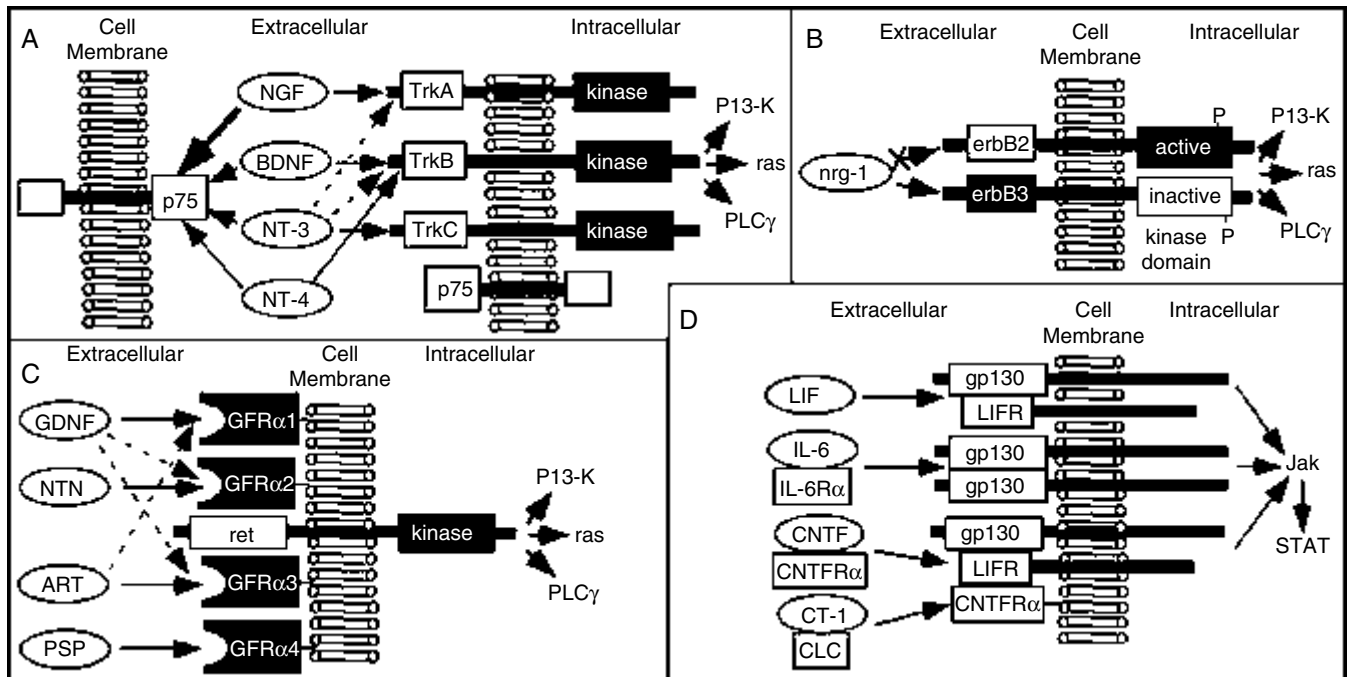 A
Cell
Membrane
Extracellular
Intracellular
NGF
TrkA
kinase
P13-K
BDNF
TrkB
kinase
ras
p75
NT-3
TrkC
kinase
PLCγ
NT-4
p75
B
Extracellular
Cell
Membrane
Intracellular
P
P13-K
erbB2
active
nrg-1
ras
erbB3
inactive
P
PLCγ
kinase
domain
C
Extracellular
Cell
Membrane
Intracellular
GDNF
GFRα1
NTN
GFRα2
P13-K
ret
kinase
ras
ART
GFRα3
PLCγ
PSP
GFRα4
D
Extracellular
Cell
Membrane
Intracellular
LIF
gp130
LIFR
IL-6
gp130
IL-6Rα
gp130
Jak
CNTF
gp130
CNTFRα
LIFR
STAT
CT-1
CNTFRα
CLC